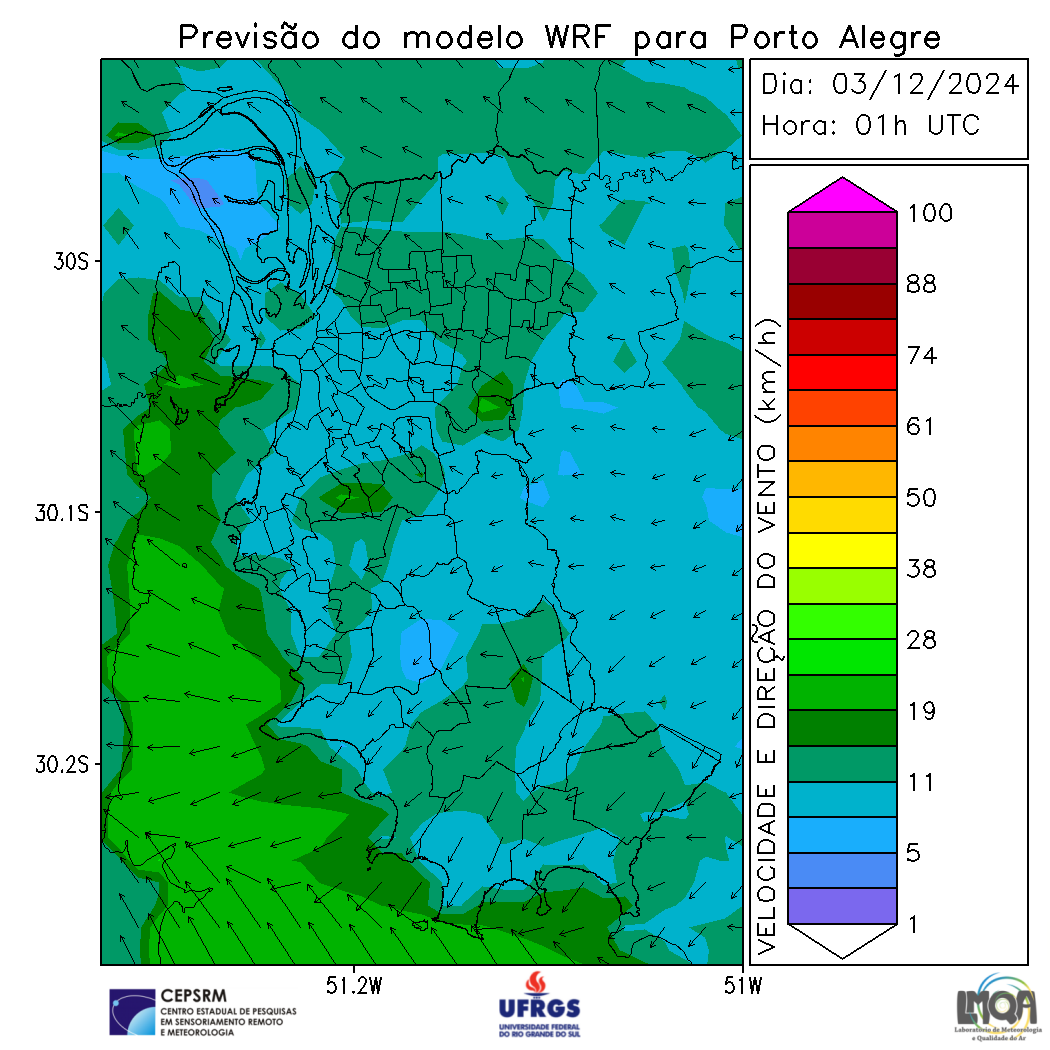 Previsão do modelo WRF para Porto Alegre
Dia: 03/12/2024
Hora: 01h UTC
30S
30.1S
30.2S
51.2W
51W
VELOCIDADE E DIREÇÃO DO VENTO (km/h)
100
88
74
61
50
38
28
19
11
5
1
CEPSRM
CENTRO ESTADUAL DE PESQUISAS
EM SENSORIAMENTO REMOTO
E METEOROLOGIA
UFRGS
UNIVERSIDADE FEDERAL
DO RIO GRANDE DO SUL
LMQA
Laboratório de Meteorologia
e Qualidade do Ar